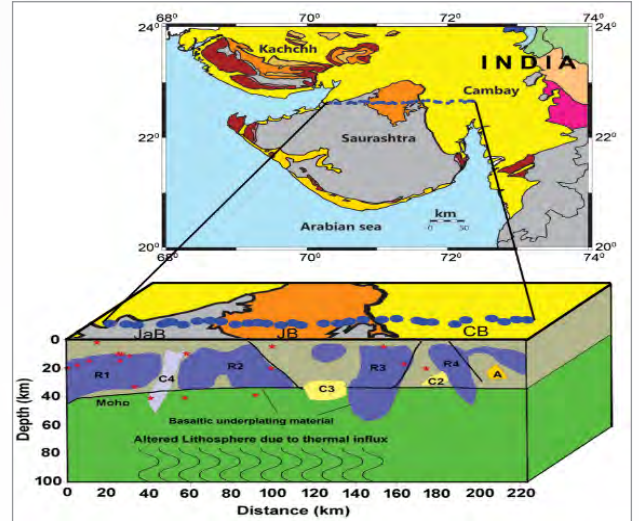 24° 68° 70° 72° 74° 24°
Kachchh
INDIA
Cambay
22° 22°
Saurashtra
km
0 50
Arabian sea
20° 20°
68° 70° 72° 74°
JaB JB CB
0
20
40
60
80
100
Depth (km)
R1 C4 R2 C3 R3 C2 R4 A
Moho
Basaltic underplating material
Altered Lithosphere due to thermal influx
0 20 40 60 80 100 120 140 160 180 200 220
Distance (km)